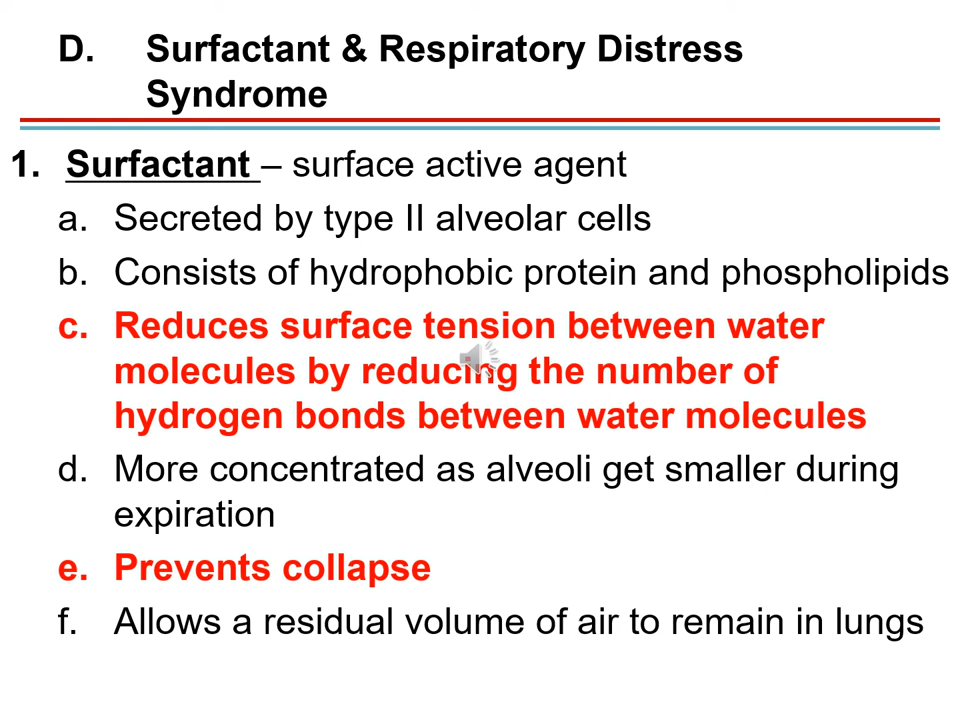 D. Surfactant & Respiratory Distress
Syndrome
1. Surfactant – surface active agent
a. Secreted by type II alveolar cells
b. Consists of hydrophobic protein and phospholipids
c. Reduces surface tension between water
molecules by reducing the number of
hydrogen bonds between water molecules
d. More concentrated as alveoli get smaller during
expiration
e. Prevents collapse
f. Allows a residual volume of air to remain in lungs